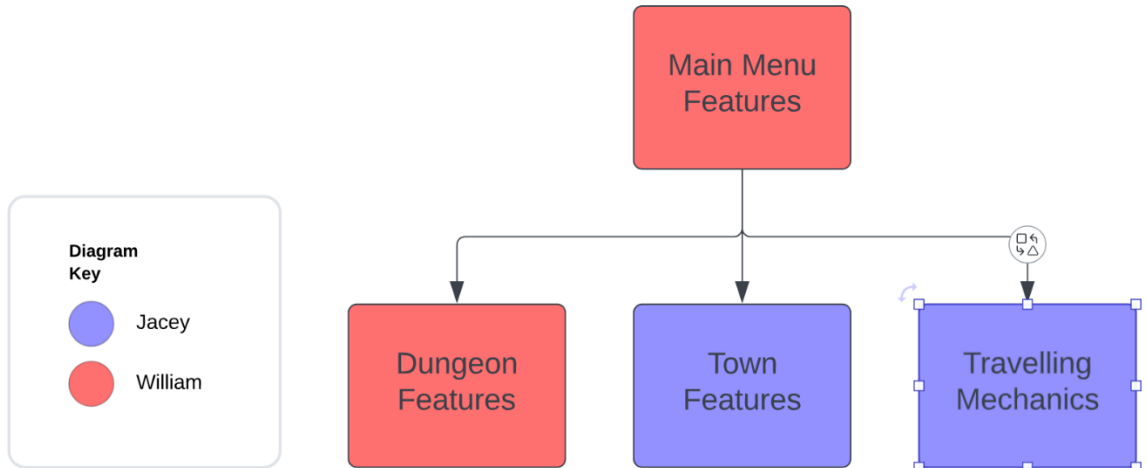 Main Menu
Features
Diagram
Key
Jacey
William
Dungeon
Features
Town
Features
Travelling
Mechanics